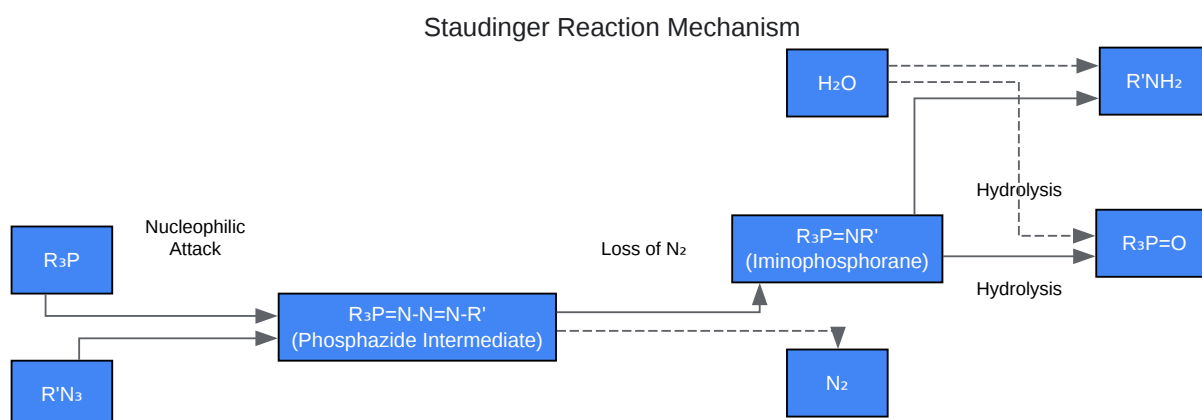 Staudinger Reaction Mechanism
H₂O
R'NH₂
Hydrolysis
Nucleophilic
Attack
R₃P
Loss of N₂
R₃P=NR'
(Iminophosphorane)
R₃P=O
Hydrolysis
R₃P=N-N=N-R'
(Phosphazide Intermediate)
R'N₃
N₂